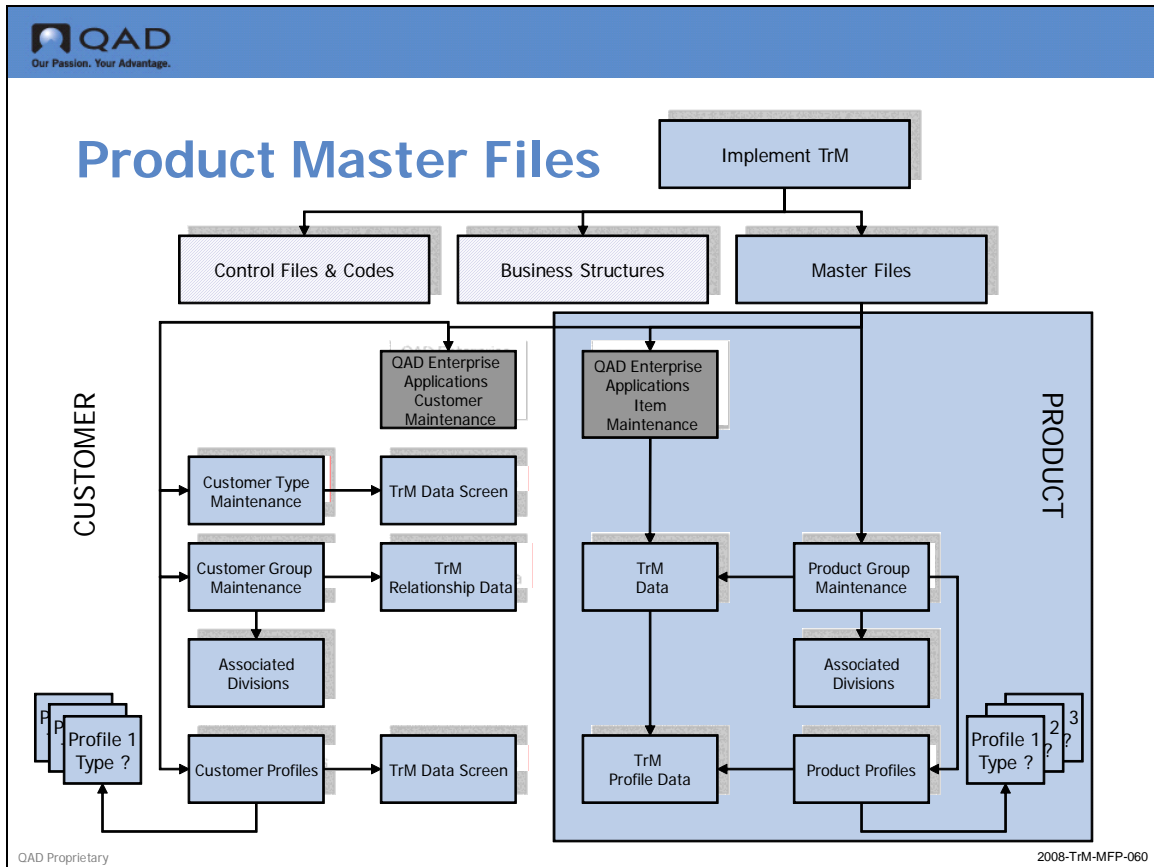 QAD
Our Passion. Your Advantage.
Product Master Files
Implement TrM
Control Files & Codes
Business Structures
Master Files
QAD Enterprise
Applications
Customer
Maintenance
QAD Enterprise
Applications
Item
Maintenance
CUSTOMER
PRODUCT
Customer Type
Maintenance
TrM Data Screen
Customer Group
Maintenance
TrM
Relationship Data
TrM
Data
Product Group
Maintenance
Associated
Divisions
Associated
Divisions
P
P
Profile 1
Type ?
Customer Profiles
TrM Data Screen
TrM
Profile Data
Product Profiles
3
?
2
?
Profile 1
Type ?
QAD Proprietary
2008-TrM-MFP-060